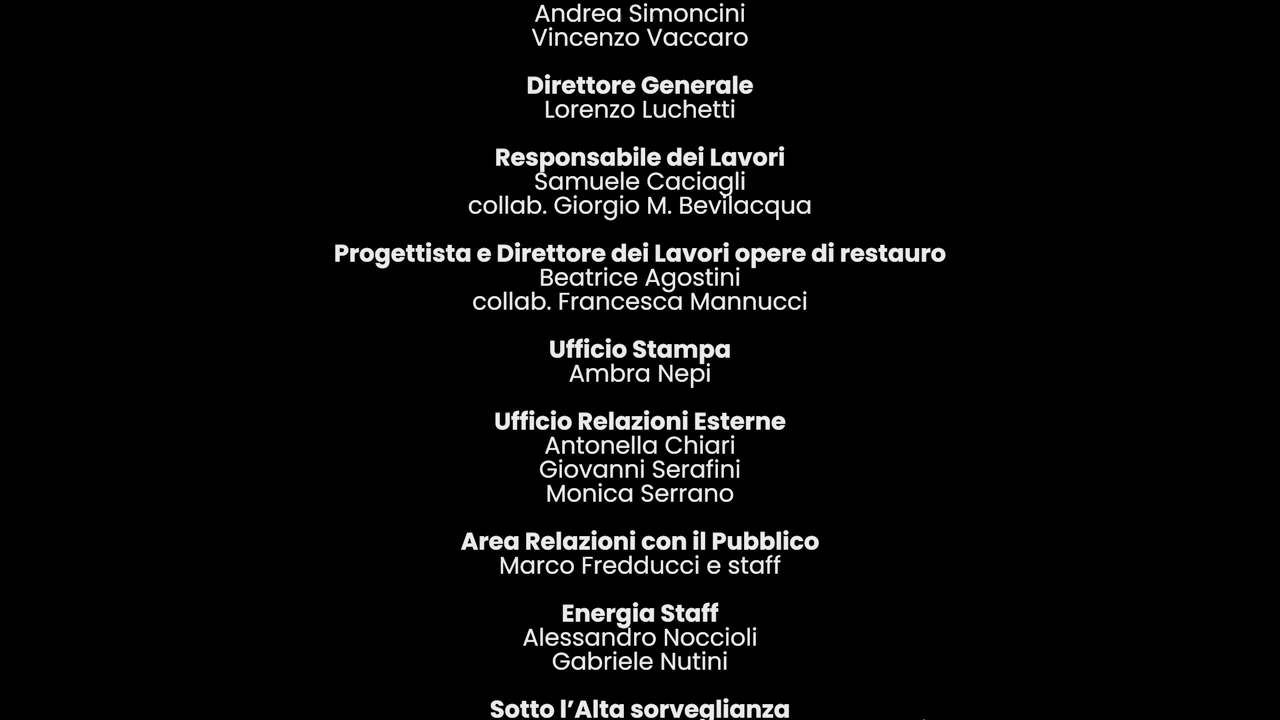 Andrea Simoncini
Vincenzo Vaccaro
Direttore Generale
Lorenzo Luchetti
Responsabile dei Lavori
Samuele Caciagli
collab. Giorgio M. Bevilacqua
Progettista e Direttore dei Lavori opere di restauro
Beatrice Agostini
collab. Francesca Mannucci
Ufficio Stampa
Ambra Nepi
Ufficio Relazioni Esterne
Antonella Chiari
Giovanni Serafini
Monica Serrano
Area Relazioni con il Pubblico
Marco Fredducci e staff
Energia Staff
Alessandro Noccioli
Gabriele Nutini
Sotto l’Alta sorveglianza